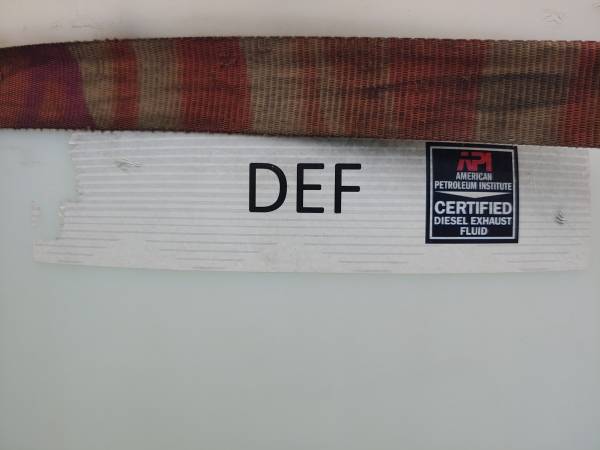 DEF
API
AMERICAN
PETROLEUM INSTITUTE
CERTIFIED
DIESEL EXHAUST
FLUID